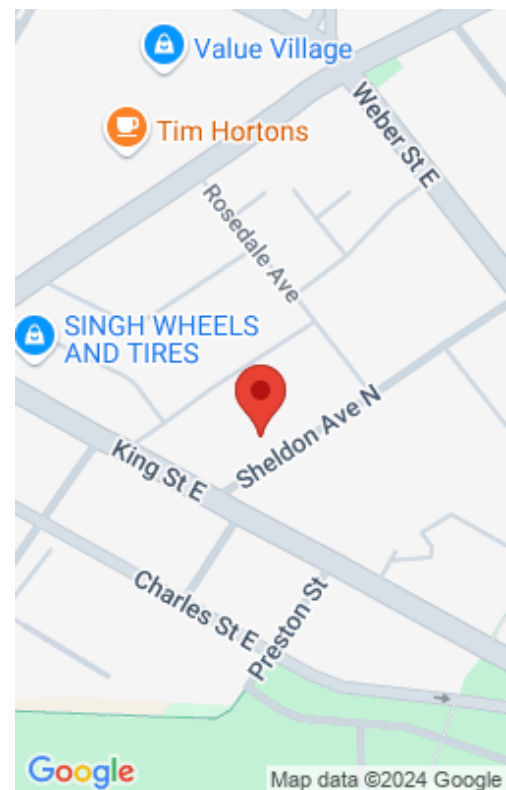 Value Village
Tim Hortons
Weber St E
Rosedale Ave
SINGH WHEELS
AND TIRES
Sheldon Ave N
King St E
Charles St E
Preston St
Google
Map data ©2024 Google